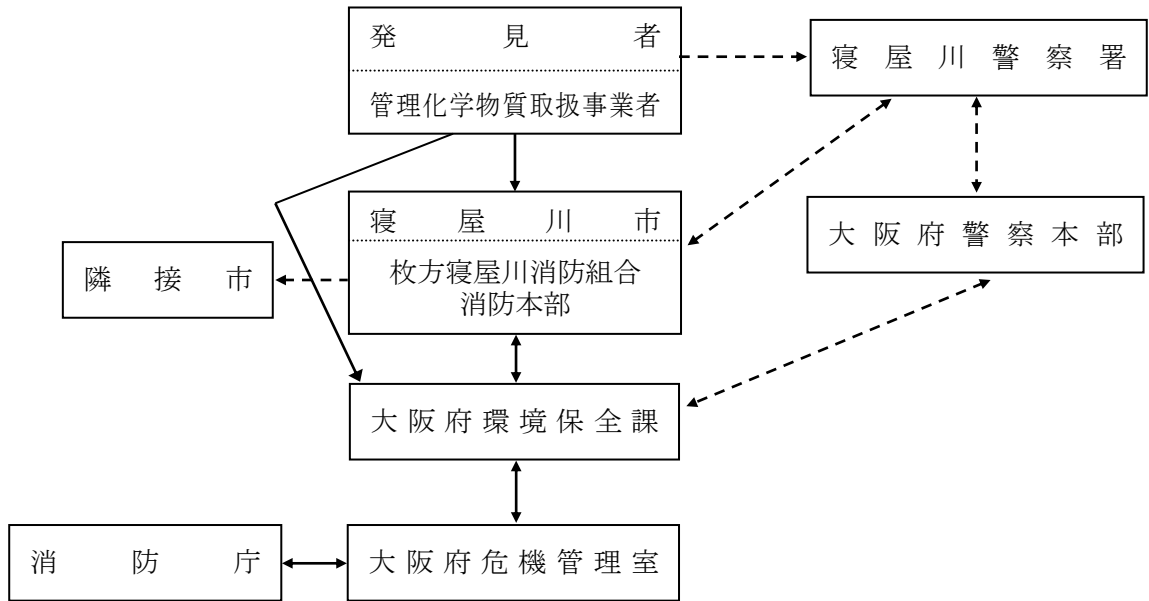 発見者
管理化学物質取扱事業者
寝屋川警察署
寝屋川市
枚方寝屋川消防組合
消防本部
大阪府警察本部
隣接市
大阪府環境保全課
消防庁
大阪府危機管理室